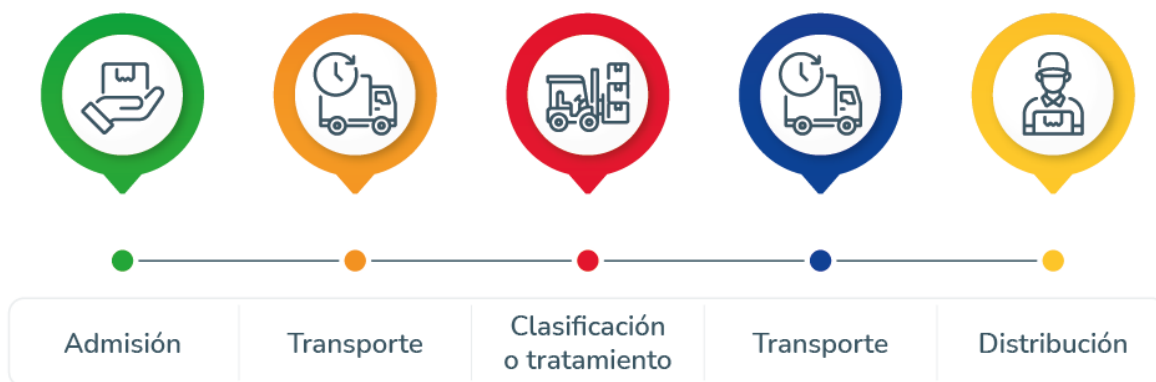 Admisión
Transporte
Clasificación
o tratamiento
Transporte
Distribución